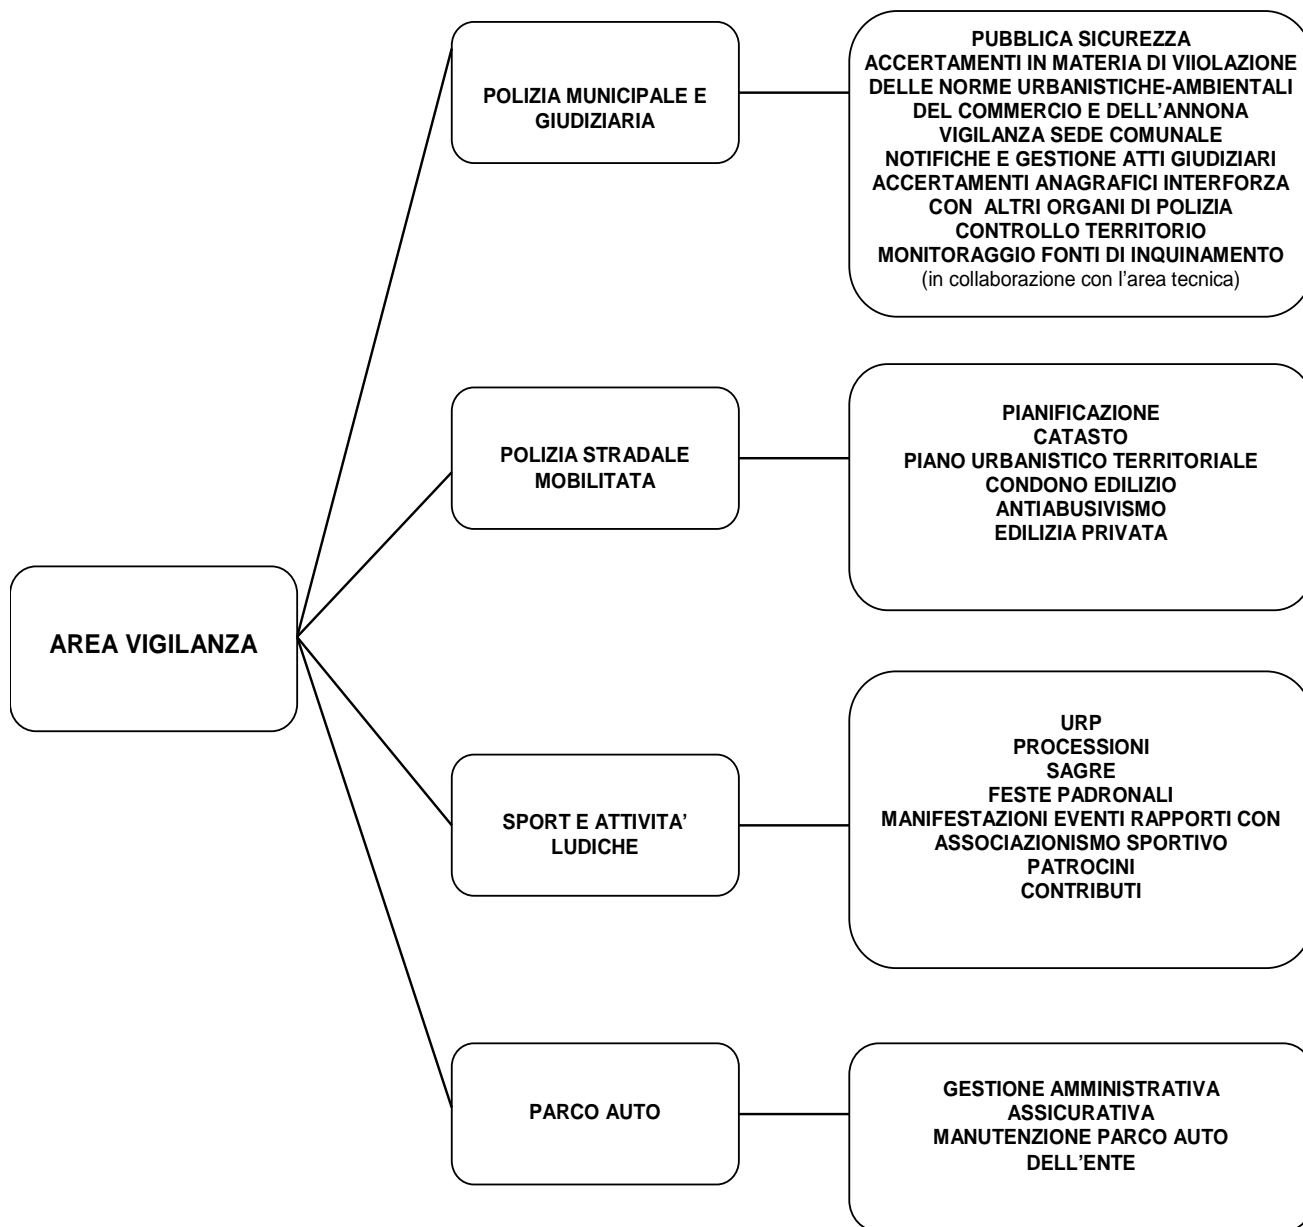 AREA VIGILANZA
POLIZIA MUNICIPALE E
GIUDIZIARIA
PUBBLICA SICUREZZA
ACCERTAMENTI IN MATERIA DI VIIOLAZIONE
DELLE NORME URBANISTICHE-AMBIENTALI
DEL COMMERCIO E DELL’ANNONA
VIGILANZA SEDE COMUNALE
NOTIFICHE E GESTIONE ATTI GIUDIZIARI
ACCERTAMENTI ANAGRAFICI INTERFORZA
CON ALTRI ORGANI DI POLIZIA
CONTROLLO TERRITORIO
MONITORAGGIO FONTI DI INQUINAMENTO
(in collaborazione con l’area tecnica)
POLIZIA STRADALE
MOBILITATA
PIANIFICAZIONE
CATASTO
PIANO URBANISTICO TERRITORIALE
CONDONO EDILIZIO
ANTIABUSIVISMO
EDILIZIA PRIVATA
SPORT E ATTIVITA’
LUDICHE
URP
PROCESSIONI
SAGRE
FESTE PADRONALI
MANIFESTAZIONI EVENTI RAPPORTI CON
ASSOCIAZIONISMO SPORTIVO
PATROCINI
CONTRIBUTI
PARCO AUTO
GESTIONE AMMINISTRATIVA
ASSICURATIVA
MANUTENZIONE PARCO AUTO
DELL’ENTE